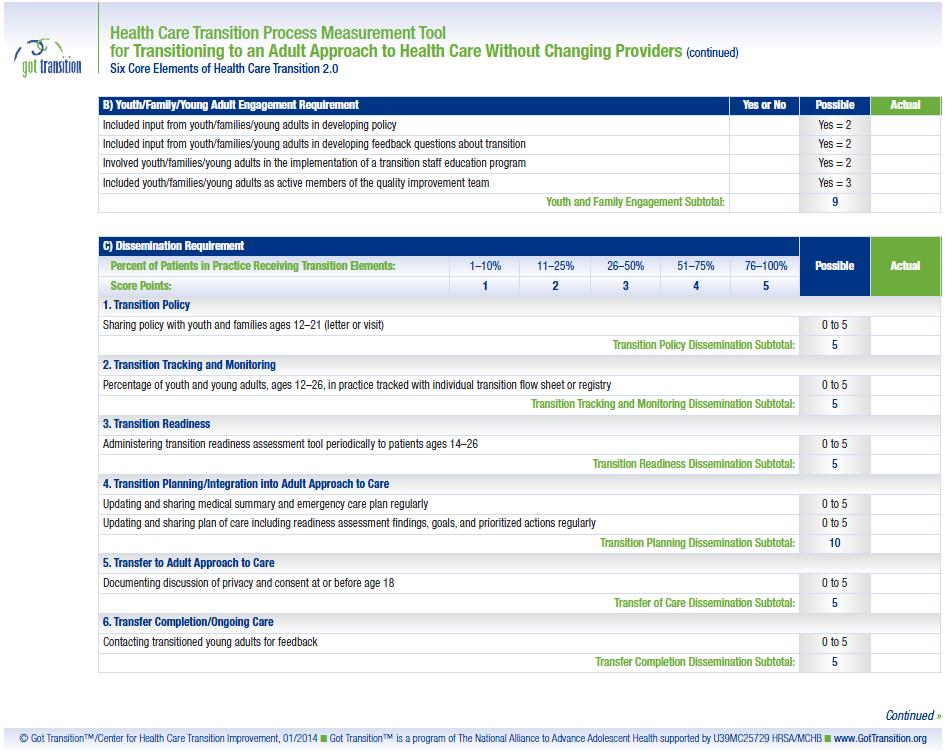 got transition
Health Care Transition Process Measurement Tool
for Transitioning to an Adult Approach to Health Care Without Changing Providers (continued)
Six Core Elements of Health Care Transition 2.0
B) Youth/Family/Young Adult Engagement Requirement Yes or No Possible Actual
Included input from youth/families/young adults in developing policy Yes = 2
Included input from youth/families/young adults in developing feedback questions about transition Yes = 2
Involved youth/families/young adults in the implementation of a transition staff education program Yes = 2
Included youth/families/young adults as active members of the quality improvement team Yes = 3
Youth and Family Engagement Subtotal: 9
C) Dissemination Requirement
Percent of Patients in Practice Receiving Transition Elements: 1–10% 11–25% 26–50% 51–75% 76–100% Possible Actual
Score Points: 1 2 3 4 5
1. Transition Policy
Sharing policy with youth and families ages 12–21 (letter or visit) 0 to 5
Transition Policy Dissemination Subtotal: 5
2. Transition Tracking and Monitoring
Percentage of youth and young adults, ages 12–26, in practice tracked with individual transition flow sheet or registry 0 to 5
Transition Tracking and Monitoring Dissemination Subtotal: 5
3. Transition Readiness
Administering transition readiness assessment tool periodically to patients ages 14–26 0 to 5
Transition Readiness Dissemination Subtotal: 5
4. Transition Planning/Integration into Adult Approach to Care
Updating and sharing medical summary and emergency care plan regularly 0 to 5
Updating and sharing plan of care including readiness assessment findings, goals, and prioritized actions regularly 0 to 5
Transition Planning Dissemination Subtotal: 10
5. Transfer to Adult Approach to Care
Documenting discussion of privacy and consent at or before age 18 0 to 5
Transfer of Care Dissemination Subtotal: 5
6. Transfer Completion/Ongoing Care
Contacting transitioned young adults for feedback 0 to 5
Transfer Completion Dissemination Subtotal: 5
Continued »
© Got Transition™/Center for Health Care Transition Improvement, 01/2014 ■ Got Transition™ is a program of The National Alliance to Advance Adolescent Health supported by U39MC25729 HRSA/MCHB ■ www.GotTransition.org